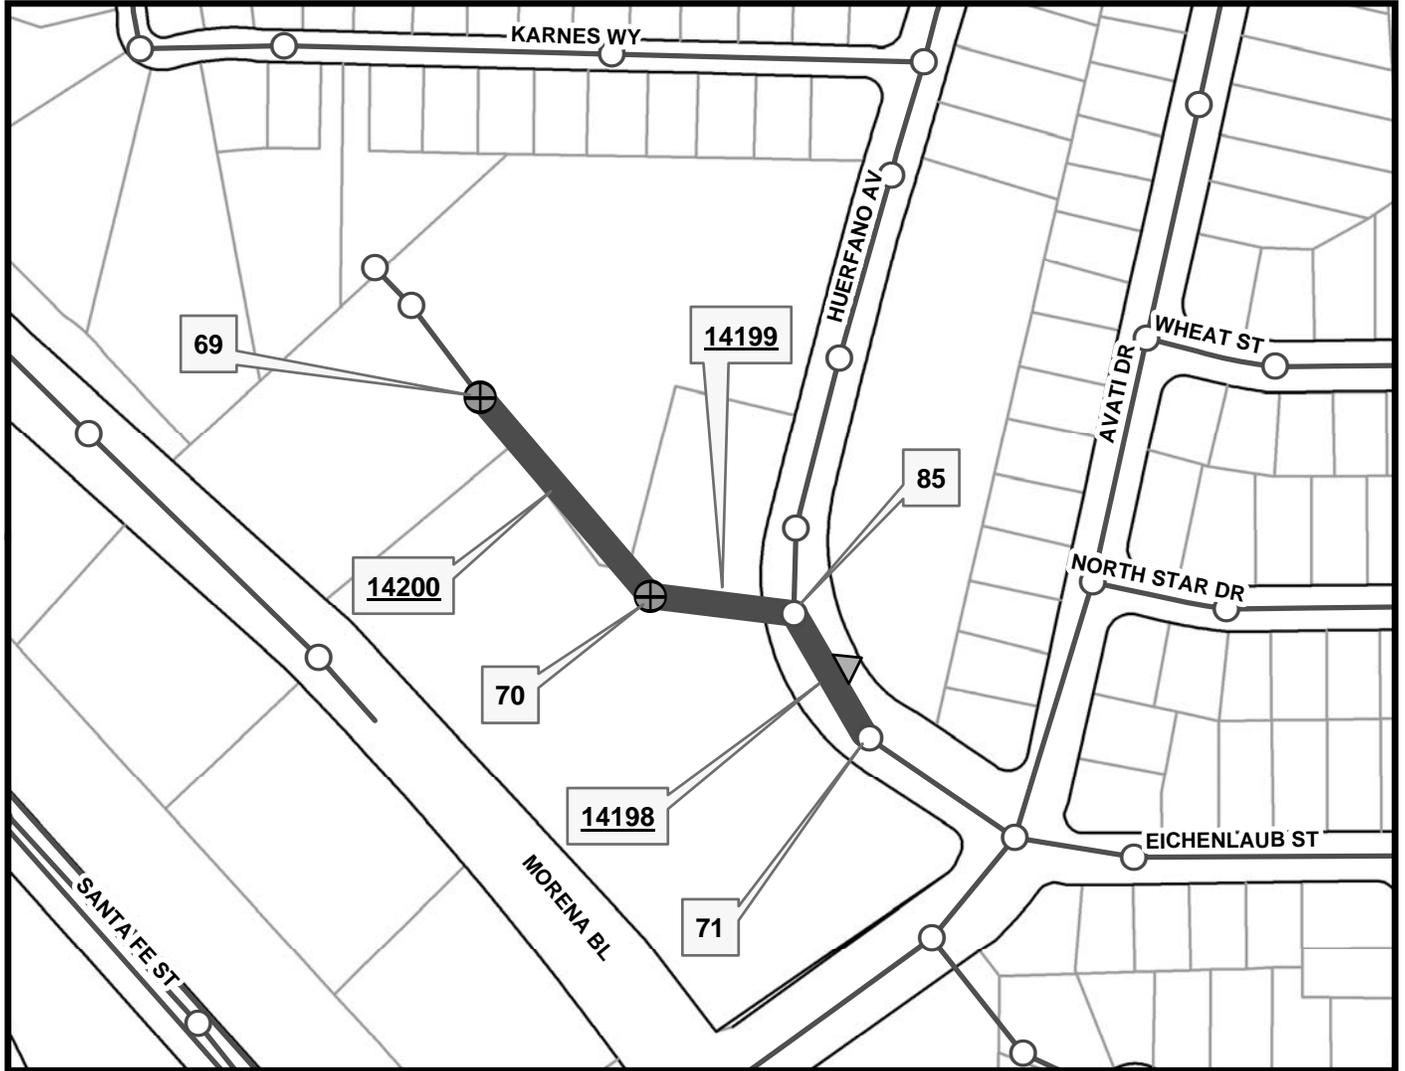 KARNES WY
HUERFANO AV
69
14199
WHEAT ST
AVATI DR
85
14200
NORTH STAR DR
70
14198
EICHENLAUB ST
MORENA BL
SANTA FE ST
71